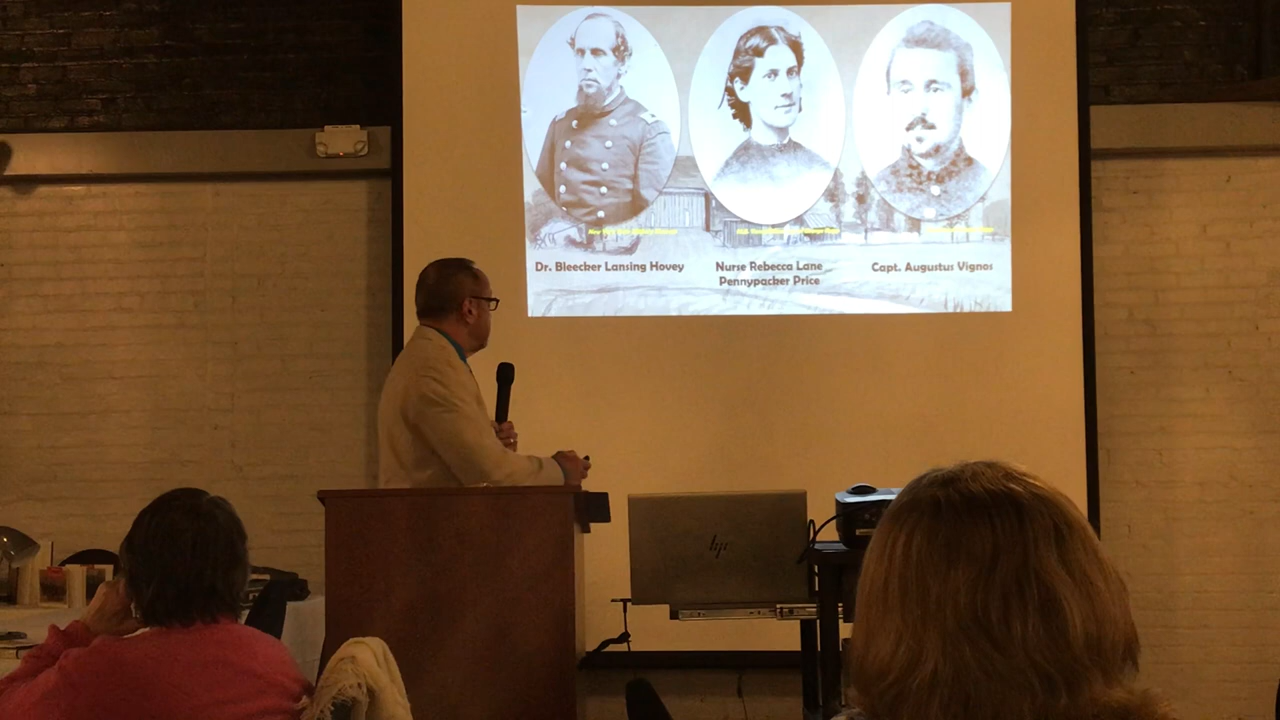 Dr. Bleecker Lansing Hovey
Nurse Rebecca Lane
Pennypacker Price
Capt. Augustus Vignos
hp